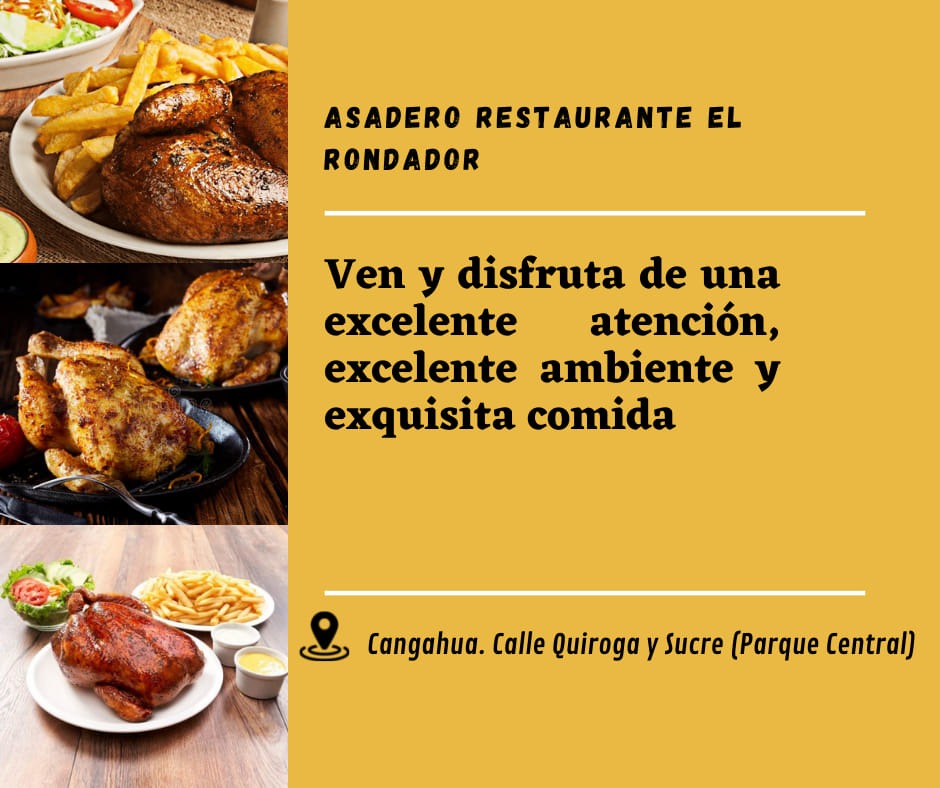 ASADERO RESTAURANTE EL
RONDADOR
Ven y disfruta de una
excelente atención,
excelente ambiente y
exquisita comida
Cangahua. Calle Quiroga y Sucre (Parque Central)